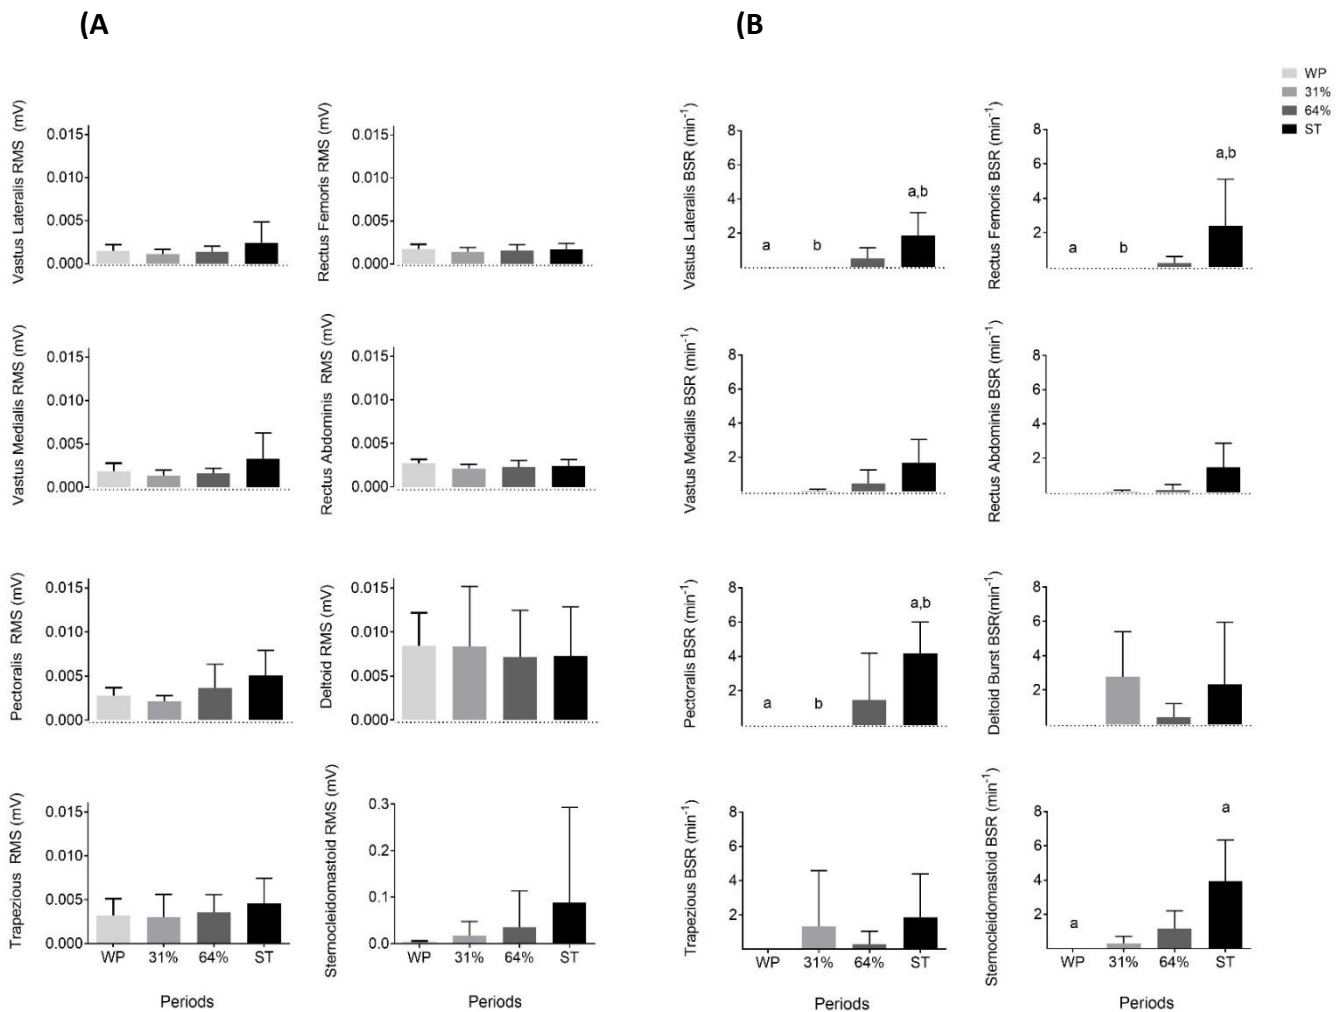 (A
(B
WP
31%
64%
ST
Vastus Lateralis RMS (mV)
0.015
0.010
0.005
0.000
Rectus Femoris RMS (mV)
0.015
0.010
0.005
0.000
Vastus Lateralis BSR (min⁻¹)
8
6
4
2
a
b
a,b
Rectus Femoris BSR (min⁻¹)
8
6
4
2
a
b
a,b
Vastus Medialis RMS (mV)
0.015
0.010
0.005
0.000
Rectus Abdominis RMS (mV)
0.015
0.010
0.005
0.000
Vastus Medialis BSR (min⁻¹)
8
6
4
2
Rectus Abdominis BSR (min⁻¹)
8
6
4
2
Pectoralis RMS (mV)
0.015
0.010
0.005
0.000
Deltoid RMS (mV)
0.015
0.010
0.005
0.000
Pectoralis BSR (min⁻¹)
8
6
4
2
a
b
a,b
Deltoid Burst BSR(min⁻¹)
8
6
4
2
Trapezious RMS (mV)
0.015
0.010
0.005
0.000
WP 31% 64% ST
Periods
Sternocleidomastoid RMS (mV)
0.3
0.2
0.1
0.0
WP 31% 64% ST
Periods
Trapezious BSR (min⁻¹)
8
6
4
2
WP 31% 64% ST
Periods
Sternocleidomastoid BSR (min⁻¹)
8
6
4
2
a
a
WP 31% 64% ST
Periods